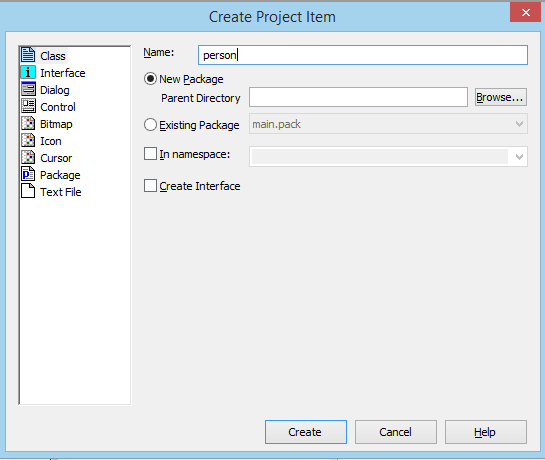 Create Project Item
Class
Interface
Dialog
Control
Bitmap
Icon
Cursor
Package
Text File
Name:
person
New Package
Parent Directory
Browse...
Existing Package
main.pack
In namespace:
Create Interface
Create
Cancel
Help